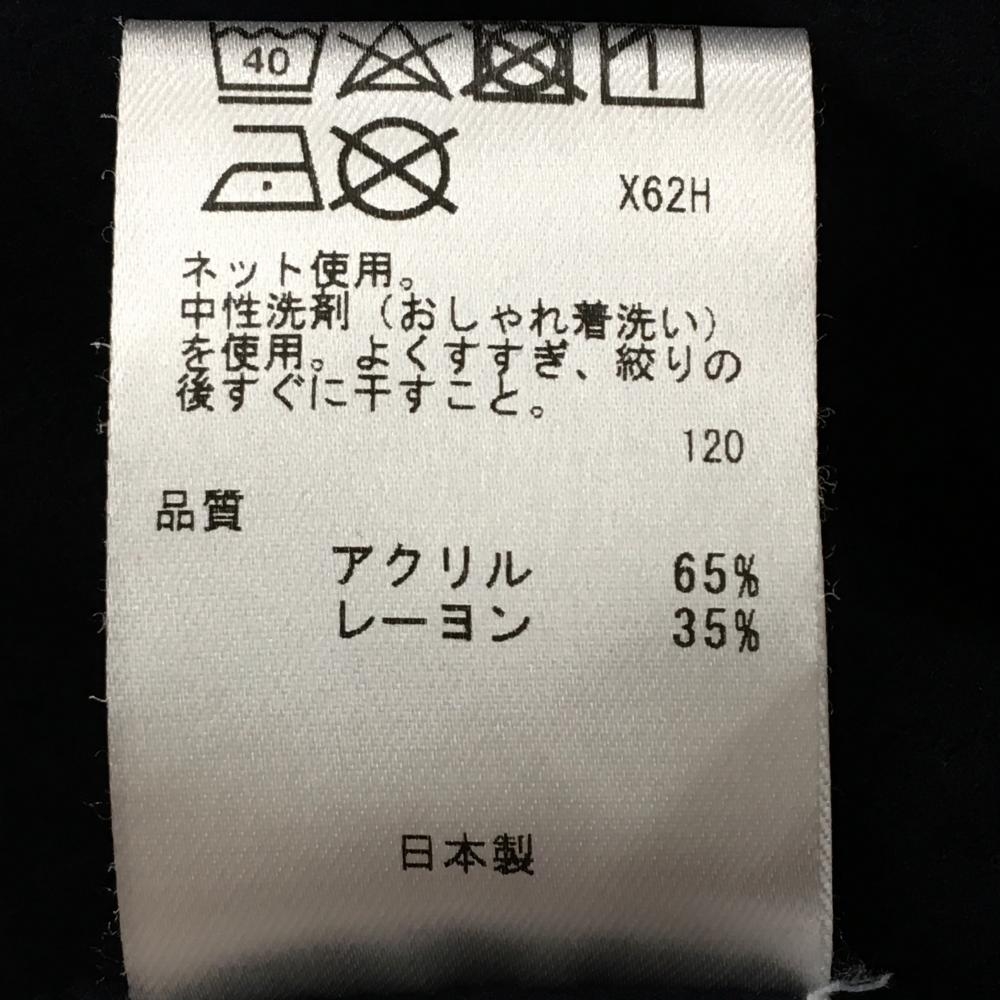 40
X62H
ネット使用。
中性洗剤（おしゃれ着洗い）
を使用。よくすすぎ、絞りの
後すぐに干すこと。
120
品質
アクリル 65%
レーヨン 35%
日本製